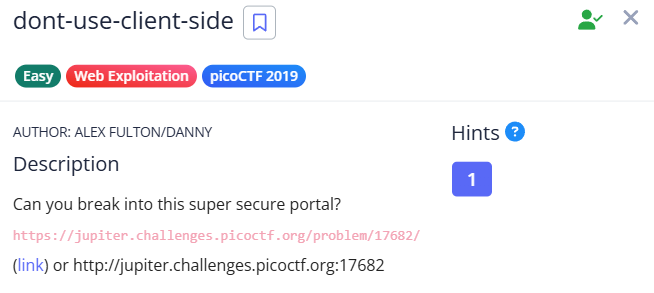 dont-use-client-side
Easy Web Exploitation picoCTF 2019
AUTHOR: ALEX FULTON/DANNY
Hints ?
1
Description
Can you break into this super secure portal?
https://jupiter.challenges.picoctf.org/problem/17682/
(link) or http://jupiter.challenges.picoctf.org:17682